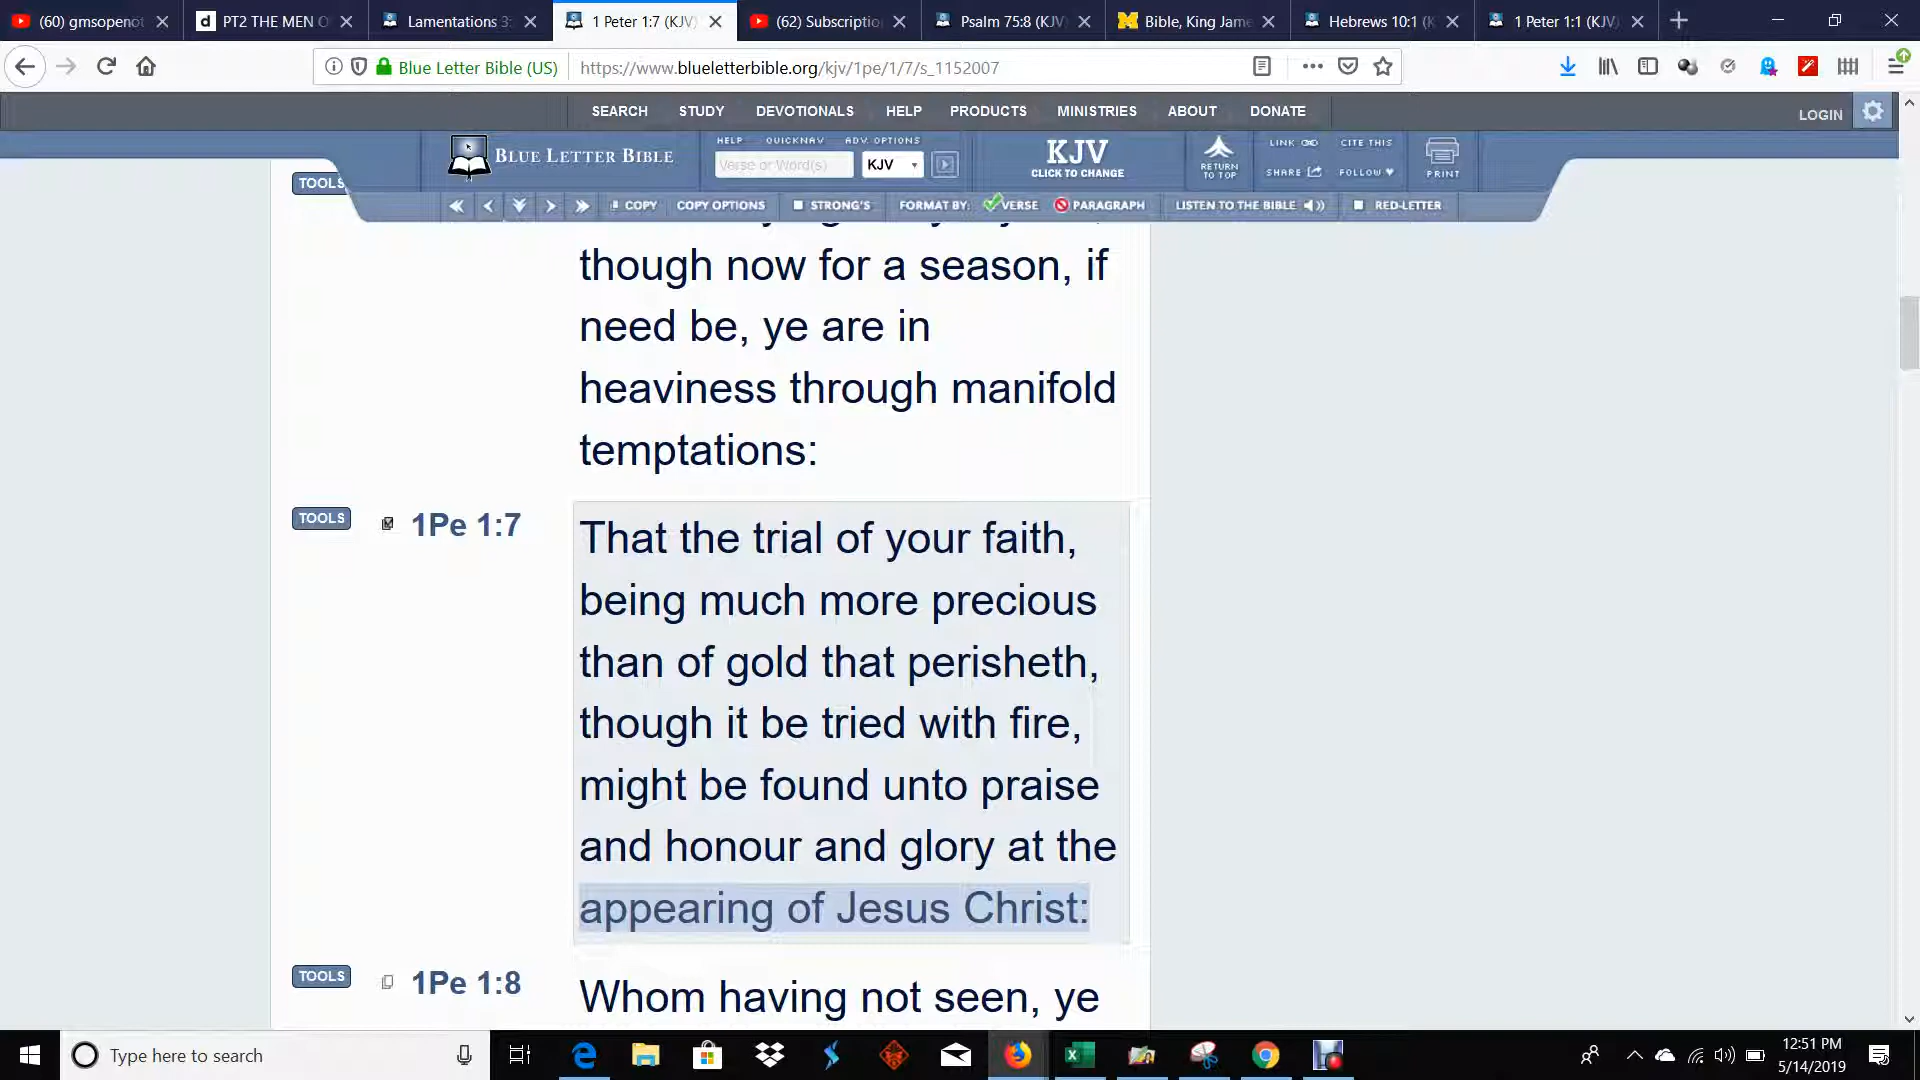 (60) gmsopenot
PT2 THE MEN O
Lamentations 3:
1 Peter 1:7 (KJV)
(62) Subscriptio
Psalm 75:8 (KJV)
Bible, King Jame
Hebrews 10:1 (K
1 Peter 1:1 (KJV)
Blue Letter Bible (US)
https://www.blueletterbible.org/kjv/1pe/1/7/s_1152007
SEARCH STUDY DEVOTIONALS HELP PRODUCTS MINISTRIES ABOUT DONATE
LOGIN
BLUE LETTER BIBLE
HELP QUICKNAV ADV. OPTIONS
Verse or Word(s)
KJV
KJV
CLICK TO CHANGE
RETURN
TO TOP
LINK CITE THIS
SHARE FOLLOW
PRINT
COPY COPY OPTIONS STRONG'S FORMAT BY: VERSE PARAGRAPH LISTEN TO THE BIBLE RED-LETTER
TOOLS
though now for a season, if
need be, ye are in
heaviness through manifold
temptations:
TOOLS 1Pe 1:7
That the trial of your faith,
being much more precious
than of gold that perisheth,
though it be tried with fire,
might be found unto praise
and honour and glory at the
appearing of Jesus Christ:
TOOLS 1Pe 1:8
Whom having not seen, ye
Type here to search
12:51 PM
5/14/2019